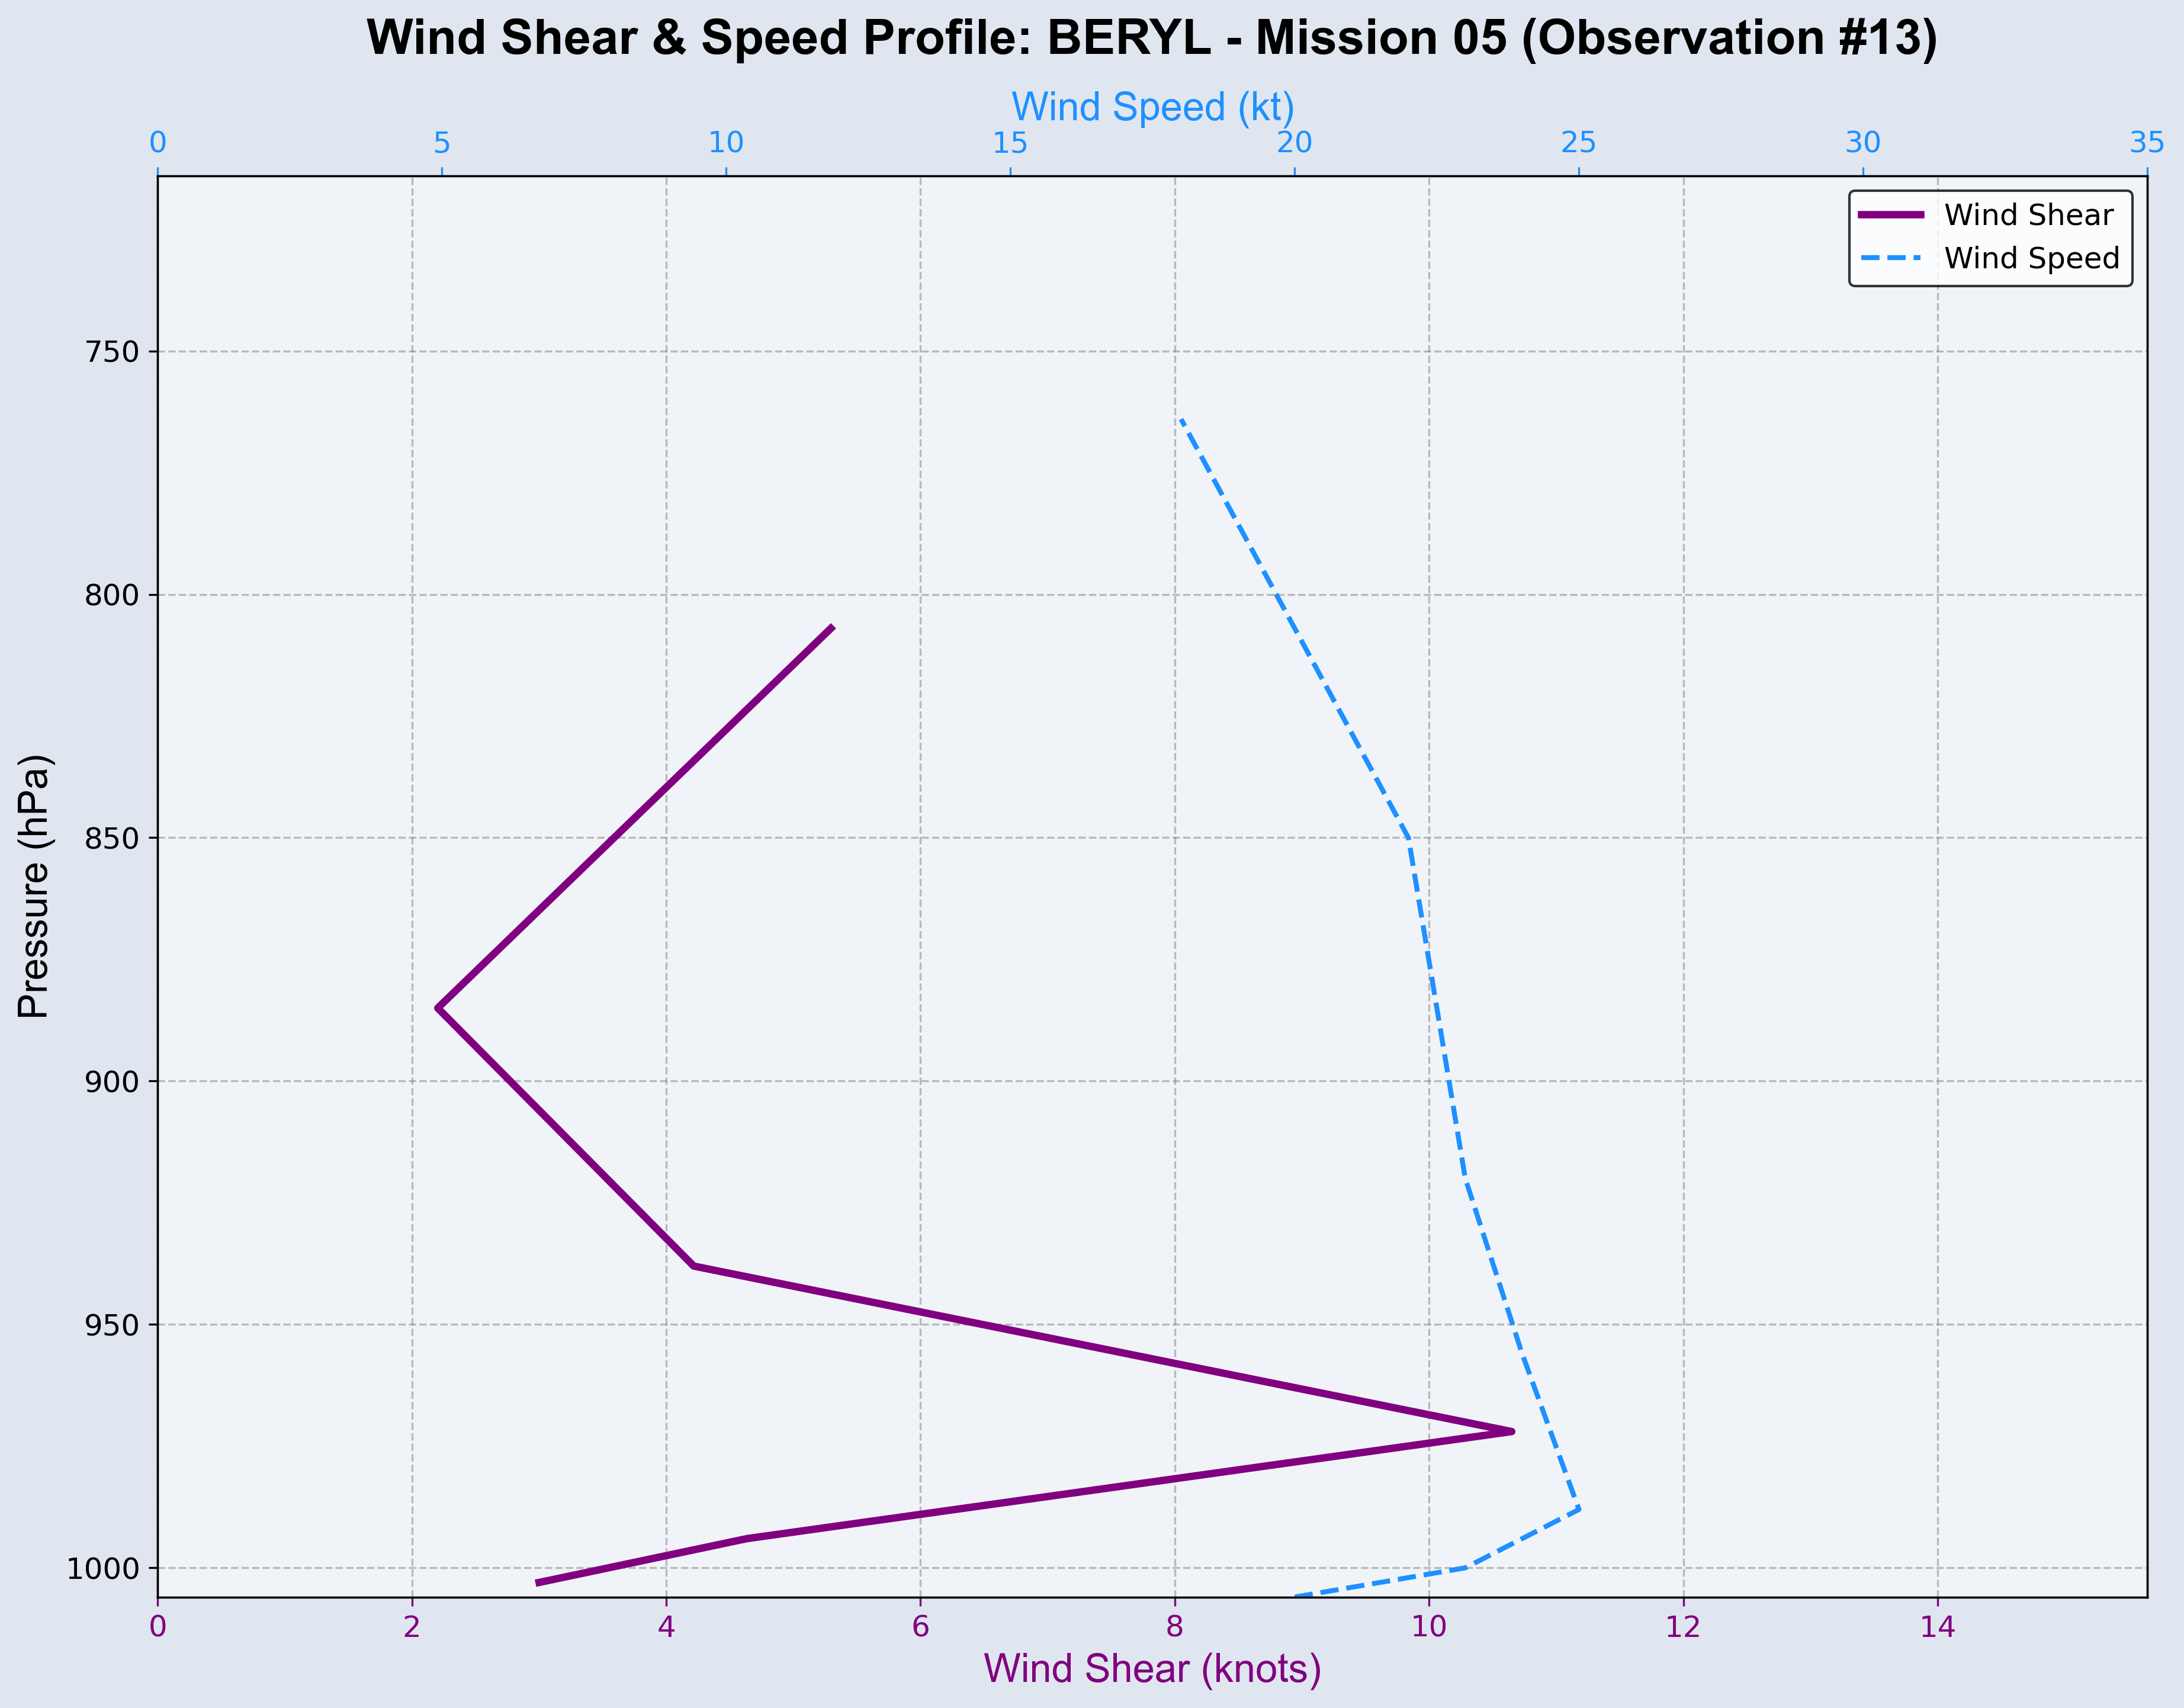 Wind Shear & Speed Profile: BERYL - Mission 05 (Observation #13)
Wind Speed (kt)
0 5 10 15 20 25 30 35
Wind Shear
Wind Speed
750
800
850
900
950
1000
Pressure (hPa)
0 2 4 6 8 10 12 14
Wind Shear (knots)